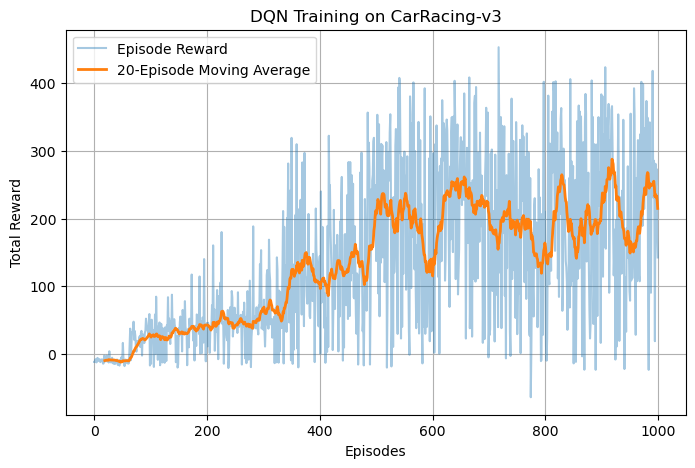 DQN Training on CarRacing-v3
Episode Reward
20-Episode Moving Average
Total Reward
400
300
200
100
0
0 200 400 600 800 1000
Episodes